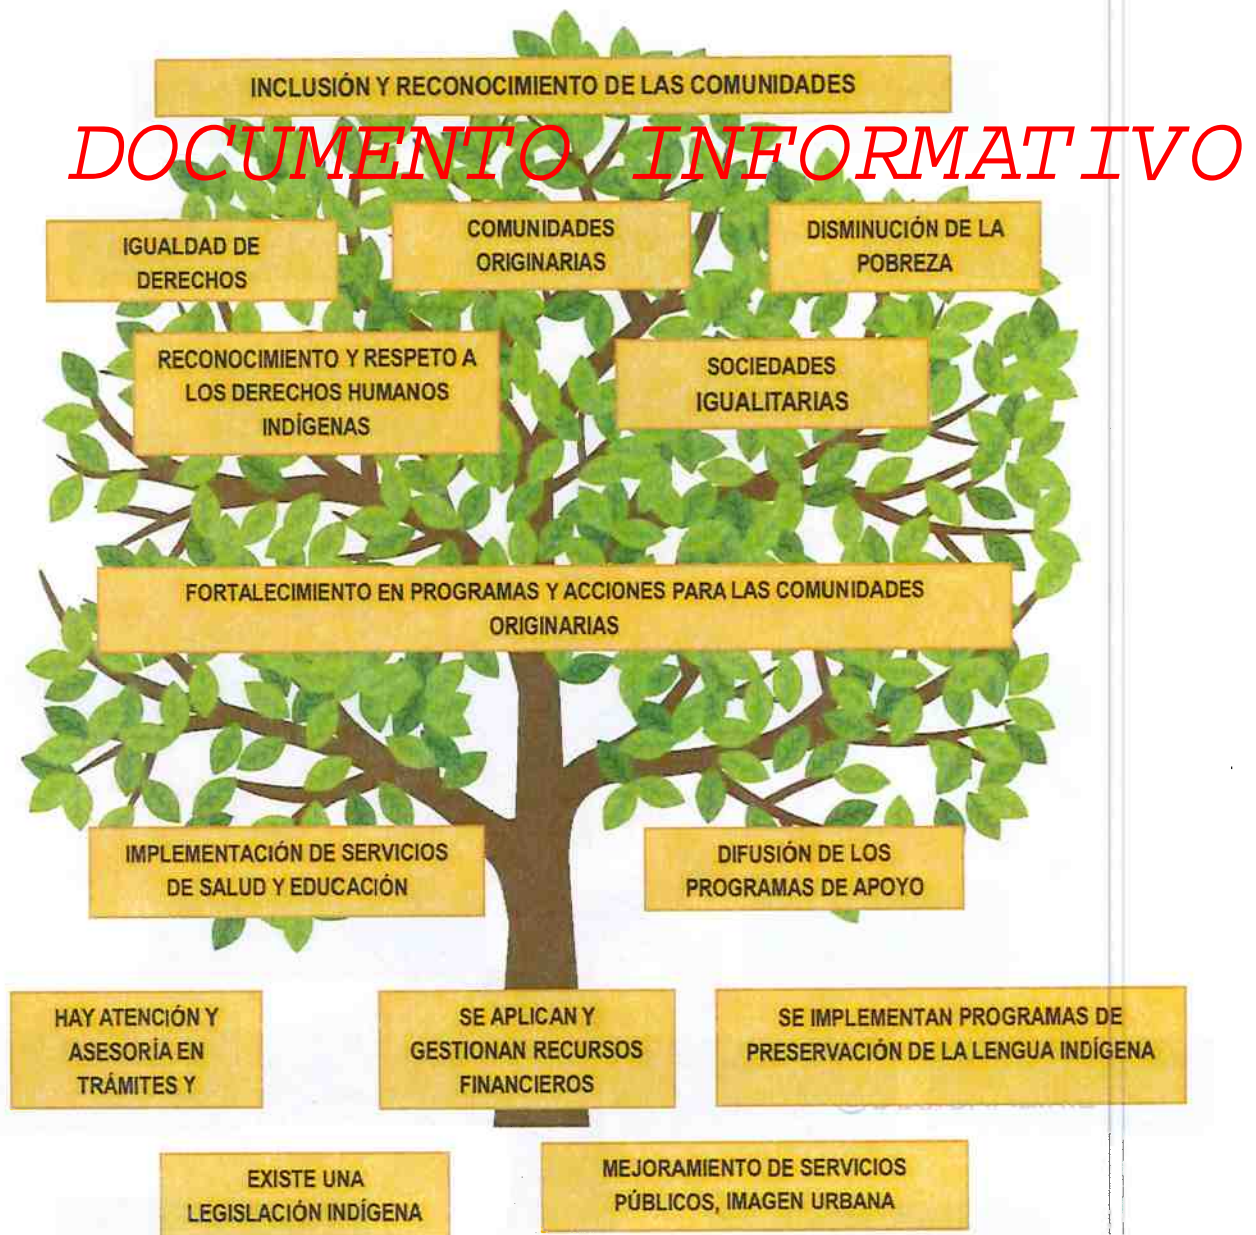 INCLUSIÓN Y RECONOCIMIENTO DE LAS COMUNIDADES
DOCUMENTO INFORMATIVO
IGUALDAD DE
DERECHOS
COMUNIDADES
ORIGINARIAS
DISMINUCIÓN DE LA
POBREZA
RECONOCIMIENTO Y RESPETO A
LOS DERECHOS HUMANOS
INDÍGENAS
SOCIEDADES
IGUALITARIAS
FORTALECIMIENTO EN PROGRAMAS Y ACCIONES PARA LAS COMUNIDADES
ORIGINARIAS
IMPLEMENTACIÓN DE SERVICIOS
DE SALUD Y EDUCACIÓN
DIFUSIÓN DE LOS
PROGRAMAS DE APOYO
HAY ATENCIÓN Y
ASESORÍA EN
TRÁMITES Y
SE APLICAN Y
GESTIONAN RECURSOS
FINANCIEROS
SE IMPLEMENTAN PROGRAMAS DE
PRESERVACIÓN DE LA LENGUA INDÍGENA
EXISTE UNA
LEGISLACIÓN INDÍGENA
MEJORAMIENTO DE SERVICIOS
PÚBLICOS, IMAGEN URBANA